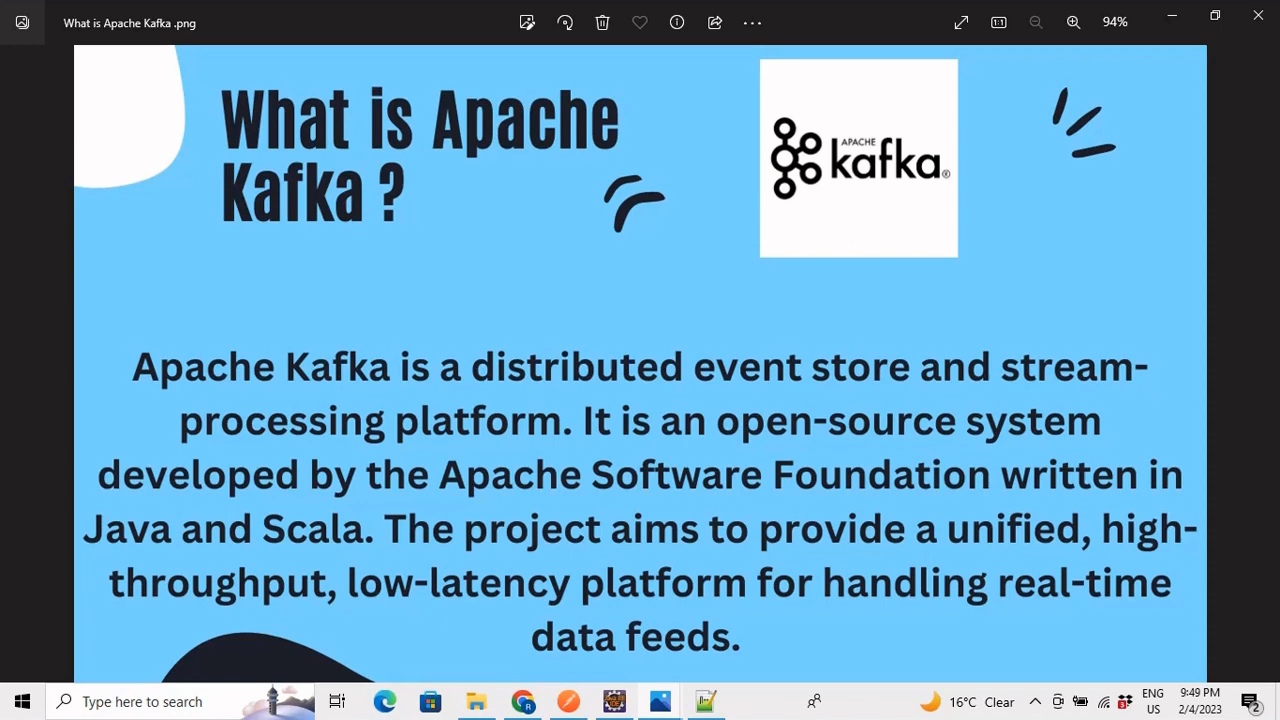 What is Apache Kafka .png
94%
What is Apache
Kafka ?
APACHE
kafka®
Apache Kafka is a distributed event store and stream-
processing platform. It is an open-source system
developed by the Apache Software Foundation written in
Java and Scala. The project aims to provide a unified, high-
throughput, low-latency platform for handling real-time
data feeds.
Type here to search
16°C Clear
ENG
US
9:49 PM
2/4/2023